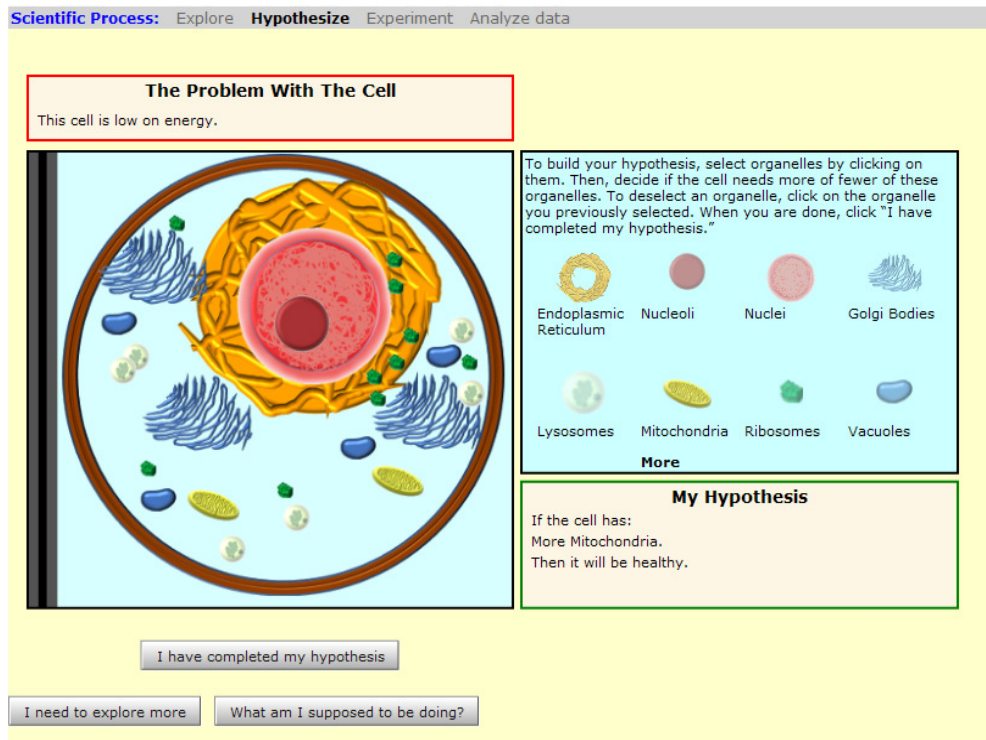 Scientific Process: Explore Hypothesize Experiment Analyze data
The Problem With The Cell
This cell is low on energy.
To build your hypothesis, select organelles by clicking on
them. Then, decide if the cell needs more of fewer of these
organelles. To deselect an organelle, click on the organelle
you previously selected. When you are done, click “I have
completed my hypothesis.”
Endoplasmic Reticulum
Nucleoli
Nuclei
Golgi Bodies
Lysosomes
Mitochondria
Ribosomes
Vacuoles
More
My Hypothesis
If the cell has:
More Mitochondria.
Then it will be healthy.
I have completed my hypothesis
I need to explore more
What am I supposed to be doing?